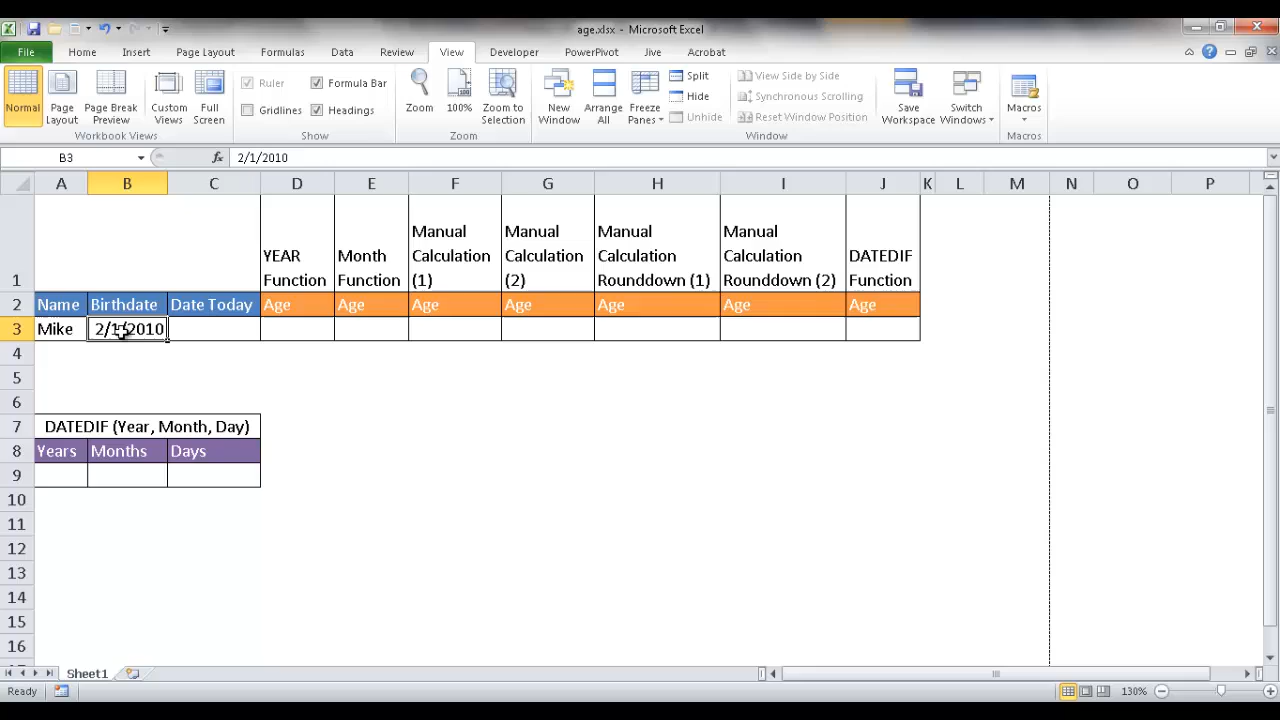 age.xlsx - Microsoft Excel
File Home Insert Page Layout Formulas Data Review View Developer PowerPivot Jive Acrobat
Normal
Page Layout
Page Break Preview
Custom Views
Full Screen
Workbook Views
Ruler
Formula Bar
Gridlines
Headings
Show
Zoom
100%
Zoom to Selection
Zoom
New Window
Arrange All
Freeze Panes
Split
Hide
Unhide
View Side by Side
Synchronous Scrolling
Reset Window Position
Window
Save Workspace
Switch Windows
Macros
Macros
B3 fx 2/1/2010
A B C D E F G H I J K L M N O P
1
YEAR Function
Month Function
Manual Calculation (1)
Manual Calculation (2)
Manual Calculation Rounddown (1)
Manual Calculation Rounddown (2)
DATEDIF Function
2 Name Birthdate Date Today Age Age Age Age Age Age Age
3 Mike 2/1/2010
4
5
6
7 DATEDIF (Year, Month, Day)
8 Years Months Days
9
10
11
12
13
14
15
16
Sheet1
Ready 130%